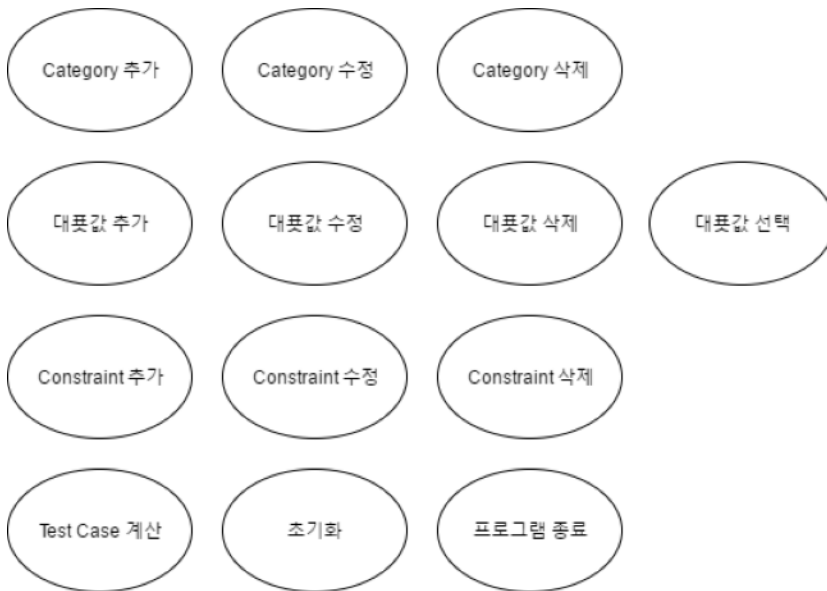 Category 추가
Category 수정
Category 삭제
대푯값 추가
대푯값 수정
대푯값 삭제
대푯값 선택
Constraint 추가
Constraint 수정
Constraint 삭제
Test Case 계산
초기화
프로그램 종료